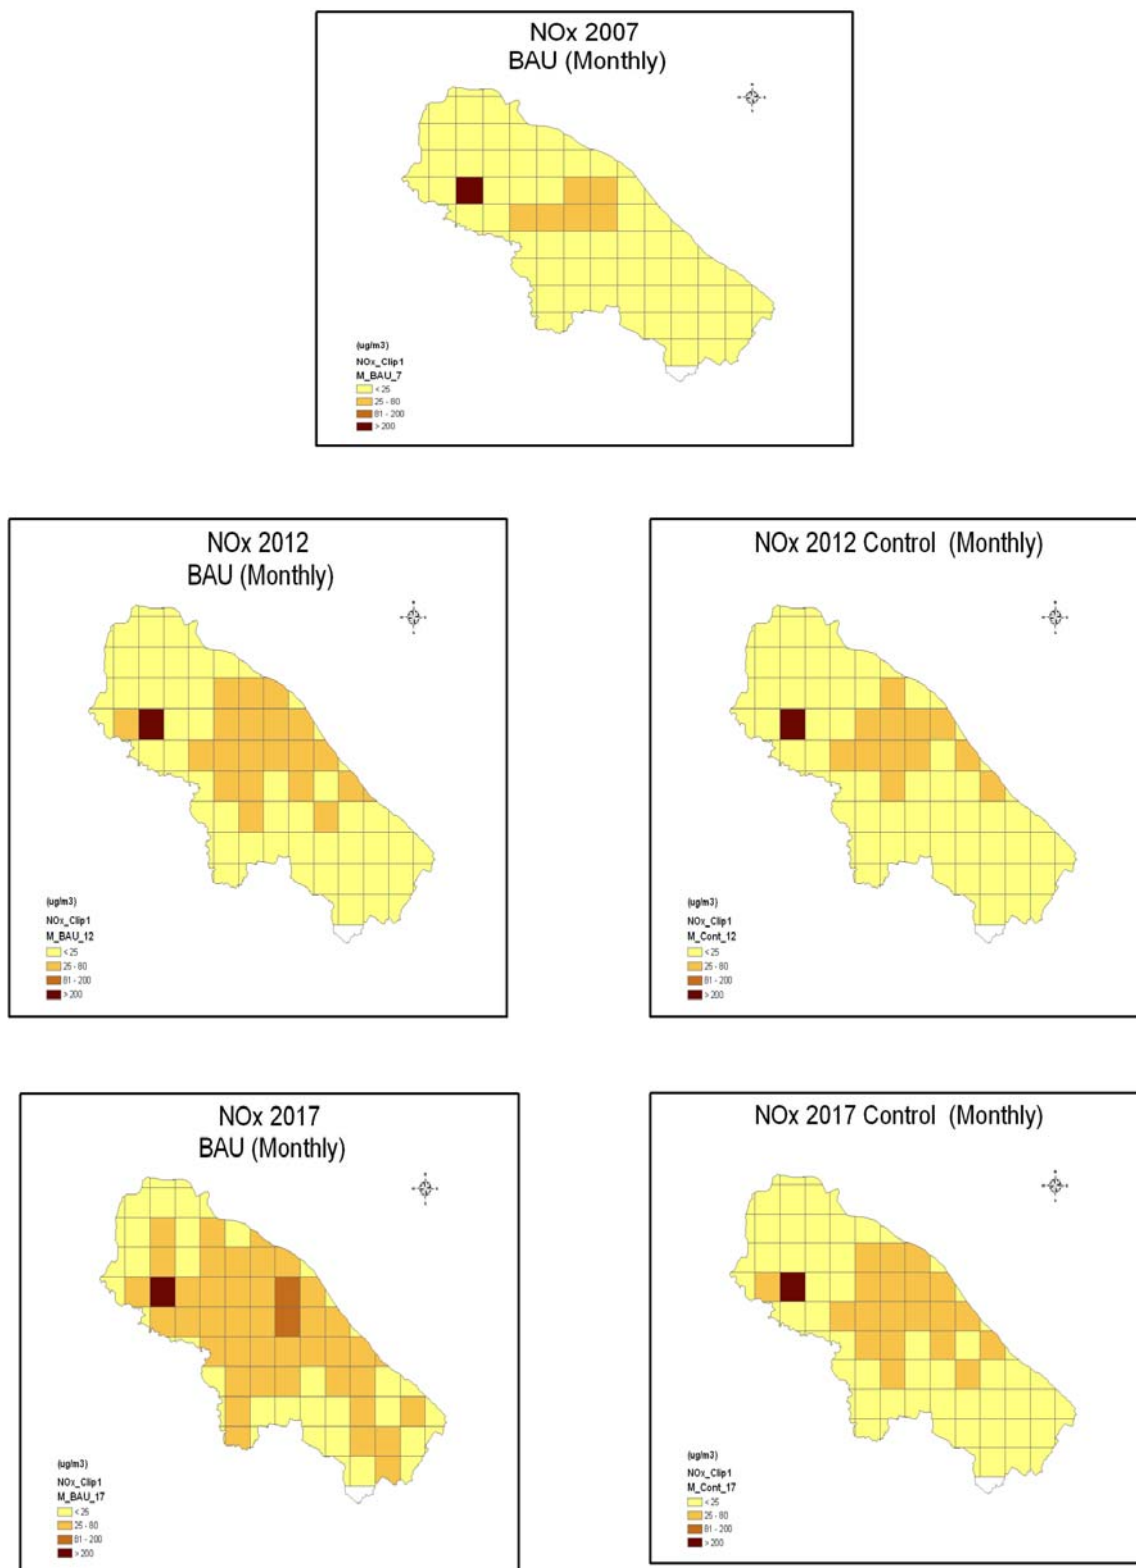 NOx 2007
BAU (Monthly)
(ug/m3)
NOx_Clip1
M_BAU_7
< 25
25 - 80
81 - 200
> 200
NOx 2012
BAU (Monthly)
(ug/m3)
NOx_Clip1
M_BAU_12
< 25
25 - 80
81 - 200
> 200
NOx 2012 Control (Monthly)
(ug/m3)
NOx_Clip1
M_Cont_12
< 25
25 - 80
81 - 200
> 200
NOx 2017
BAU (Monthly)
(ug/m3)
NOx_Clip1
M_BAU_17
< 25
25 - 80
81 - 200
> 200
NOx 2017 Control (Monthly)
(ug/m3)
NOx_Clip1
M_Cont_17
< 25
25 - 80
81 - 200
> 200